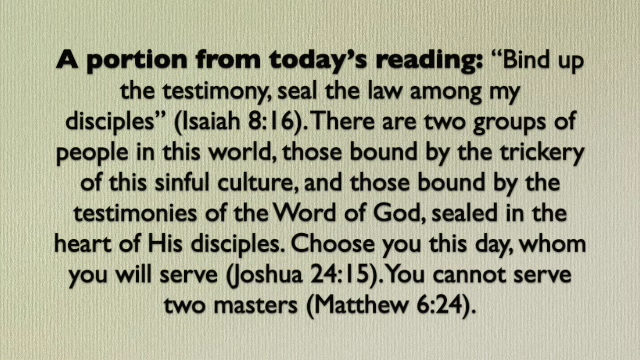 A portion from today's reading: “Bind up
the testimony, seal the law among my
disciples” (Isaiah 8:16). There are two groups of
people in this world, those bound by the trickery
of this sinful culture, and those bound by the
testimonies of the Word of God, sealed in the
heart of His disciples. Choose you this day, whom
you will serve (Joshua 24:15). You cannot serve
two masters (Matthew 6:24).